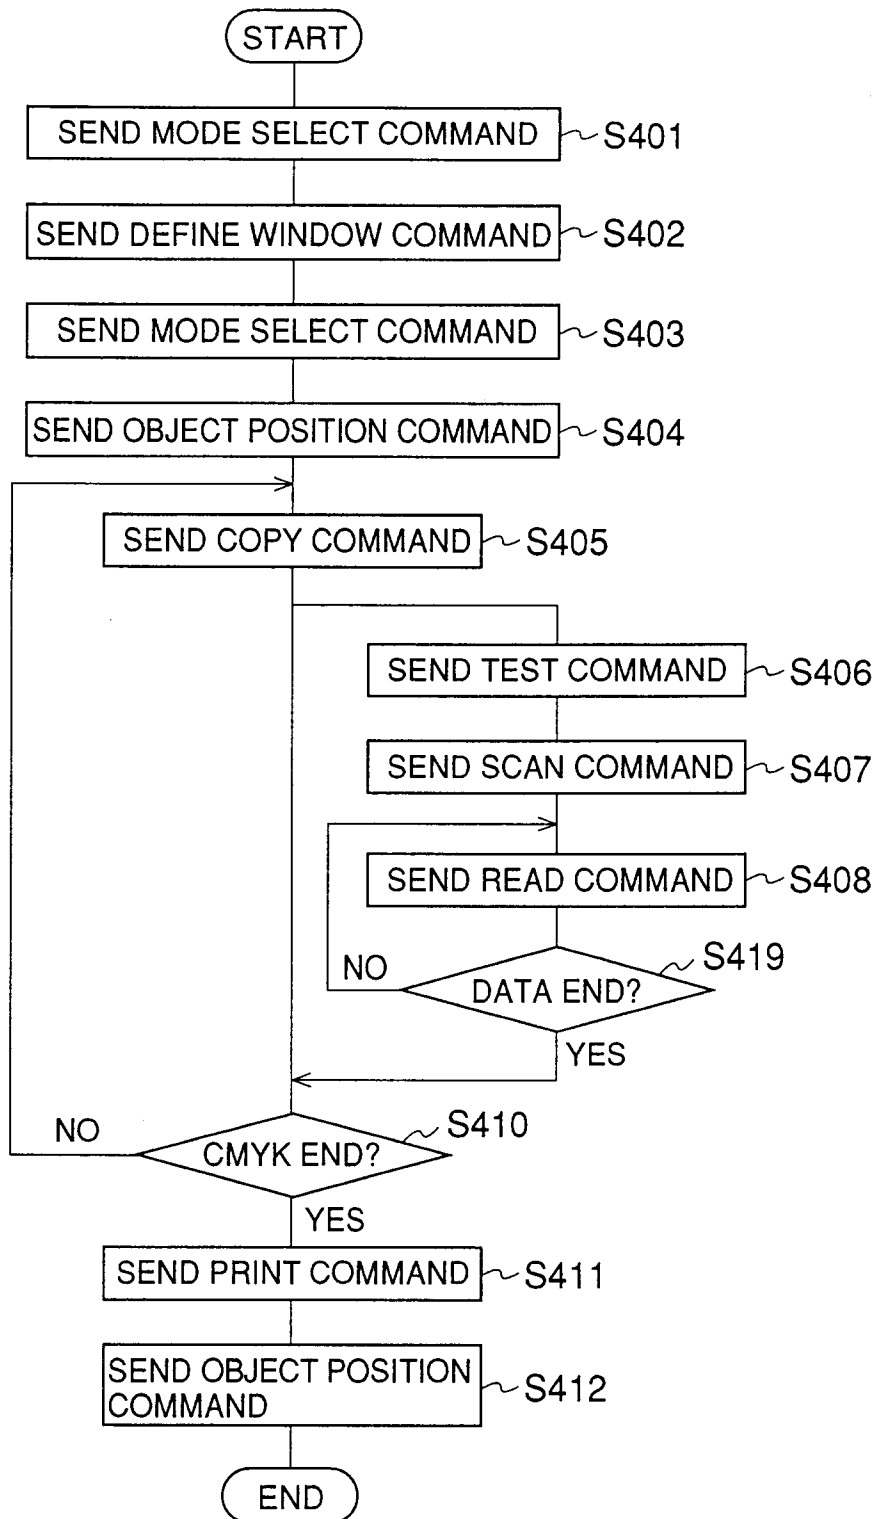 START
SEND MODE SELECT COMMAND S401
SEND DEFINE WINDOW COMMAND S402
SEND MODE SELECT COMMAND S403
SEND OBJECT POSITION COMMAND S404
SEND COPY COMMAND S405
SEND TEST COMMAND S406
SEND SCAN COMMAND S407
SEND READ COMMAND S408
S419
NO
DATA END?
YES
S410
NO
CMYK END?
YES
SEND PRINT COMMAND S411
SEND OBJECT POSITION
COMMAND S412
END